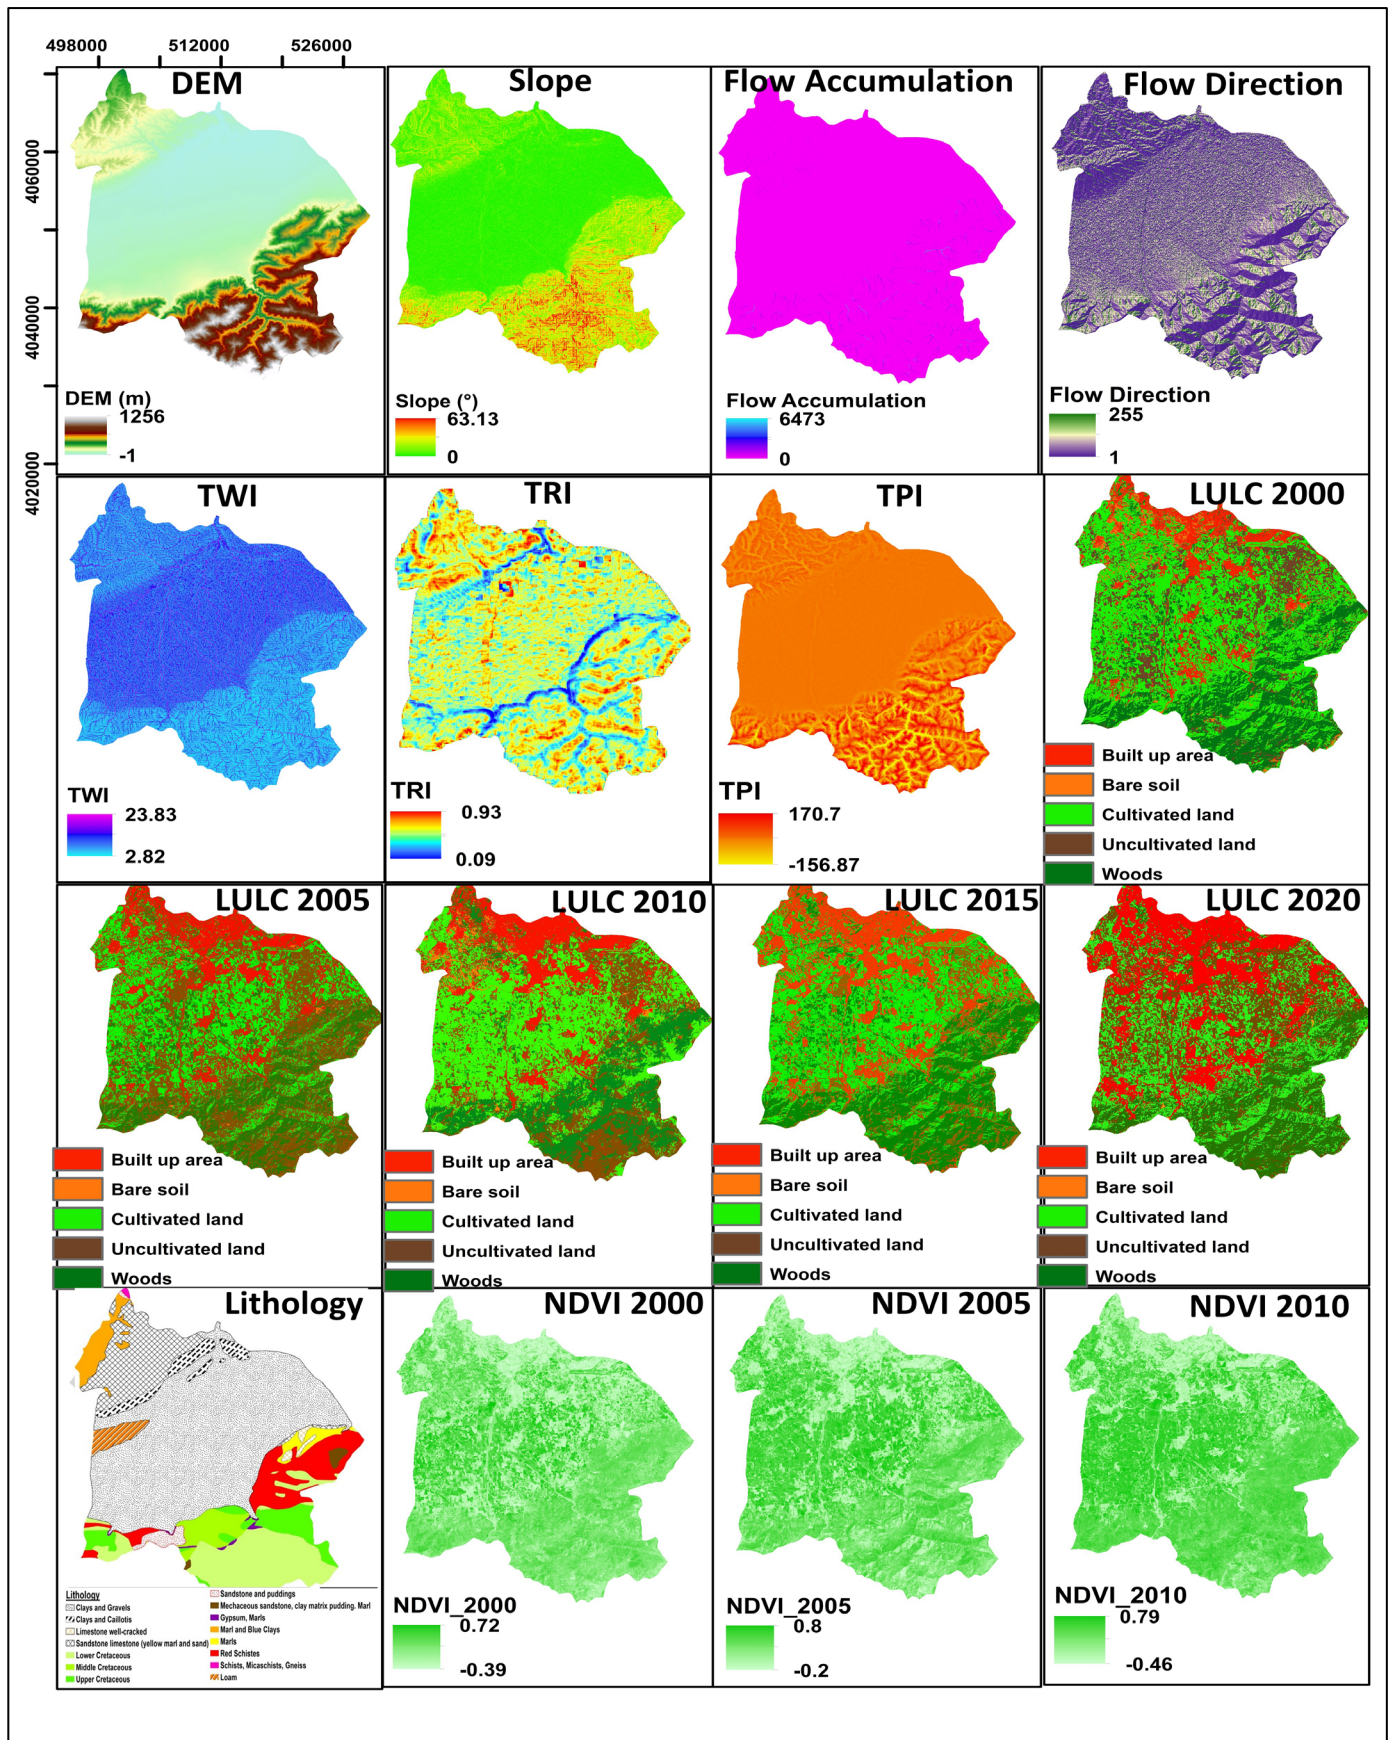 498000 512000 526000
4060000
4040000
4020000
DEM
DEM (m)
1256
-1
Slope
Slope (°)
63.13
0
Flow Accumulation
Flow Accumulation
6473
0
Flow Direction
Flow Direction
255
1
TWI
TWI
23.83
2.82
TRI
TRI
0.93
0.09
TPI
TPI
170.7
-156.87
LULC 2000
Built up area
Bare soil
Cultivated land
Uncultivated land
Woods
LULC 2005
Built up area
Bare soil
Cultivated land
Uncultivated land
Woods
LULC 2010
Built up area
Bare soil
Cultivated land
Uncultivated land
Woods
LULC 2015
Built up area
Bare soil
Cultivated land
Uncultivated land
Woods
LULC 2020
Built up area
Bare soil
Cultivated land
Uncultivated land
Woods
Lithology
Lithology
Clays and Gravels
Clays and Caillotis
Limestone well-cracked
Sandstone limestone (yellow marl and sand)
Lower Cretaceous
Middle Cretaceous
Upper Cretaceous
Sandstone and puddings
Mechaceous sandstone, clay matrix pudding. Marl
Gypsum, Marls
Marl and Blue Clays
Marls
Red Schistes
Schists, Micaschists, Gneiss
Loam
NDVI 2000
NDVI_2000
0.72
-0.39
NDVI 2005
NDVI_2005
0.8
-0.2
NDVI 2010
NDVI_2010
0.79
-0.46